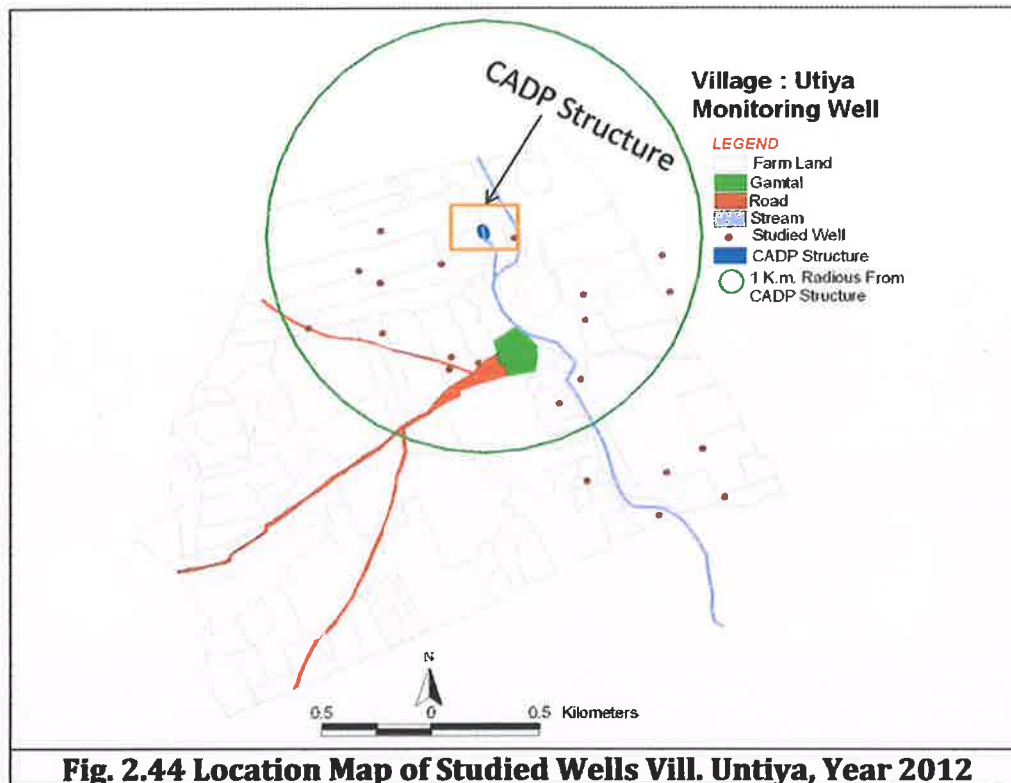 CADP Structure
Village : Utiya
Monitoring Well
LEGEND
Farm Land
Gamtal
Road
Stream
Studied Well
CADP Structure
1 K.m. Radious From
CADP Structure
N
0.5 0 0.5 Kilometers
Fig. 2.44 Location Map of Studied Wells Vill. Untiya, Year 2012